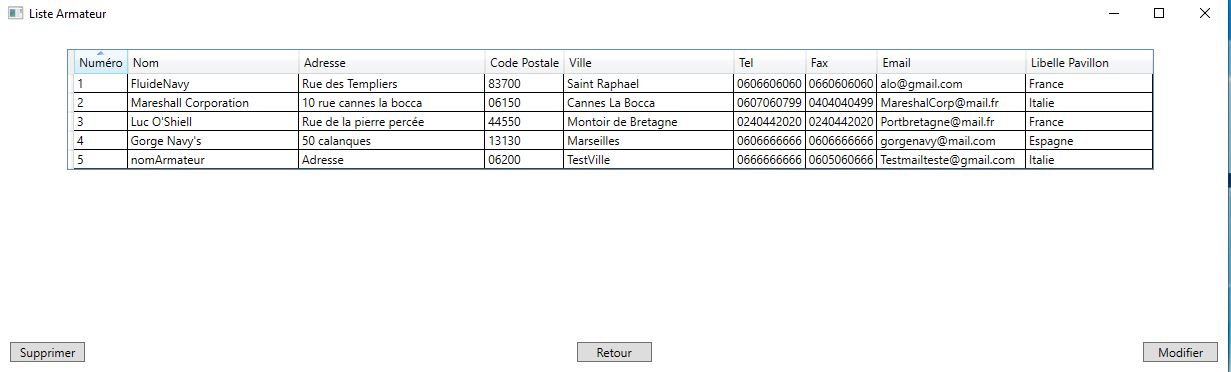 Liste Armateur
Numéro Nom Adresse Code Postale Ville Tel Fax Email Libelle Pavillon
1 FluideNavy Rue des Templiers 83700 Saint Raphael 0606606060 0660606060 alo@gmail.com France
2 Mareshall Corporation 10 rue cannes la bocca 06150 Cannes La Bocca 0607060799 0404040499 MareshalCorp@mail.fr Italie
3 Luc O'Shiell Rue de la pierre percée 44550 Montoir de Bretagne 0240442020 0240442020 Portbretagne@mail.fr France
4 Gorge Navy's 50 calanques 13130 Marseilles 0606666666 0606666666 gorgenavy@mail.com Espagne
5 nomArmateur Adresse 06200 TestVille 0666666666 0605060666 Testmailteste@gmail.com Italie
Supprimer Retour Modifier